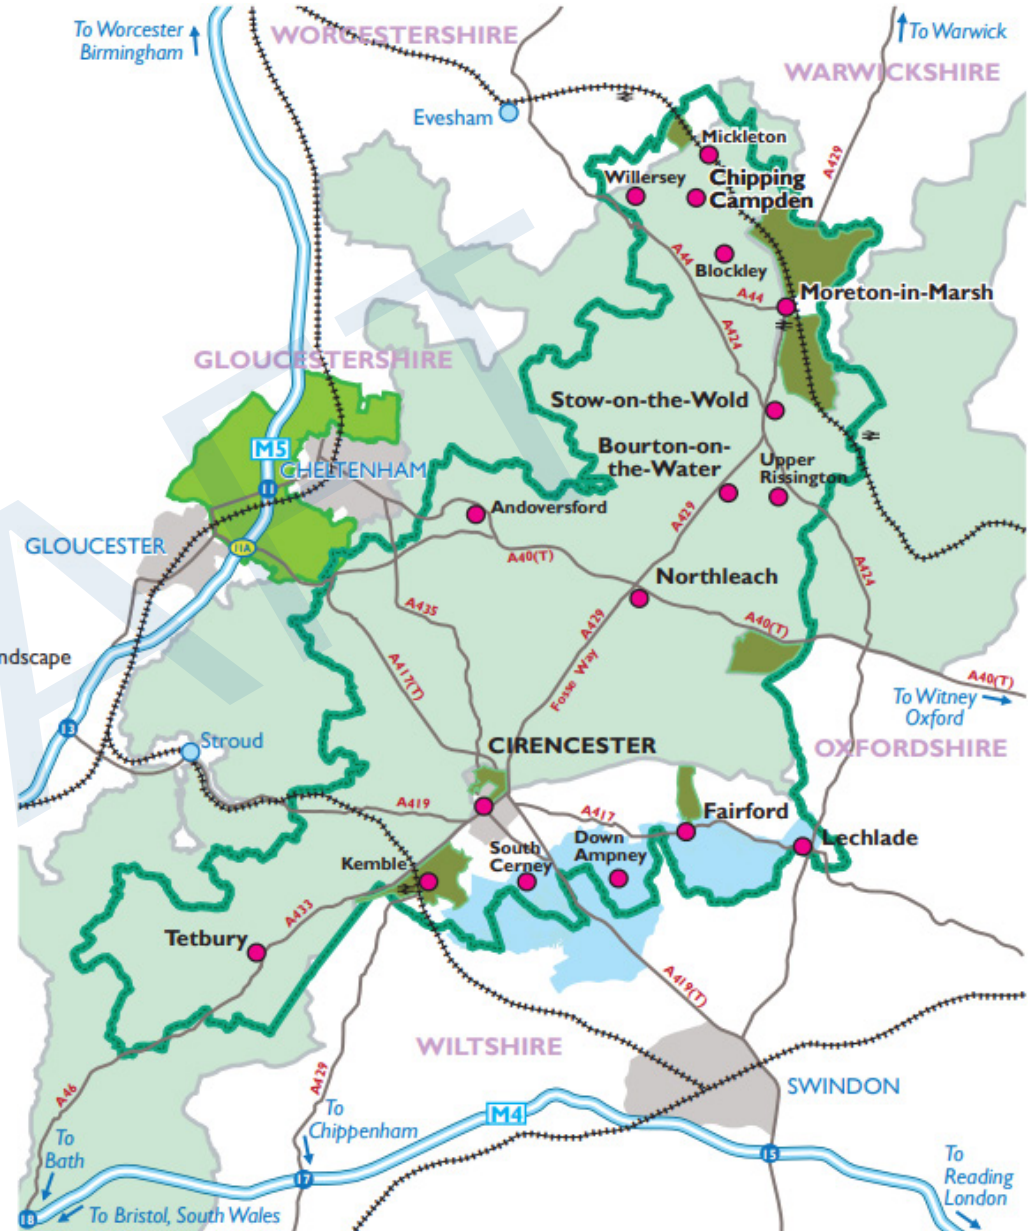 To Worcester
Birmingham
WORCESTERSHIRE
To Warwick
WARWICKSHIRE
Evesham
Mickleton
A429
Willersey
Chipping
Campden
A44
Blockley
A44
Moreton-in-Marsh
A424
GLOUCESTERSHIRE
Stow-on-the-Wold
M5
Bourton-on-
the-Water
CHELTENHAM
Upper
Rissington
11
Andoversford
A429
GLOUCESTER
11A
A40(T)
A424
Northleach
A435
A429
A40(T)
ndscape
A417(T)
Fosse Way
A40(T)
To Witney
Oxford
13
Stroud
CIRENCESTER
OXFORDSHIRE
A419
A417
Fairford
Lechlade
Kemble
South
Cerney
Down
Ampney
A433
Tetbury
A419(T)
WILTSHIRE
A46
A429
SWINDON
To
Chippenham
M4
To
Bath
15
To
Reading
London
17
18
To Bristol, South Wales
AFT